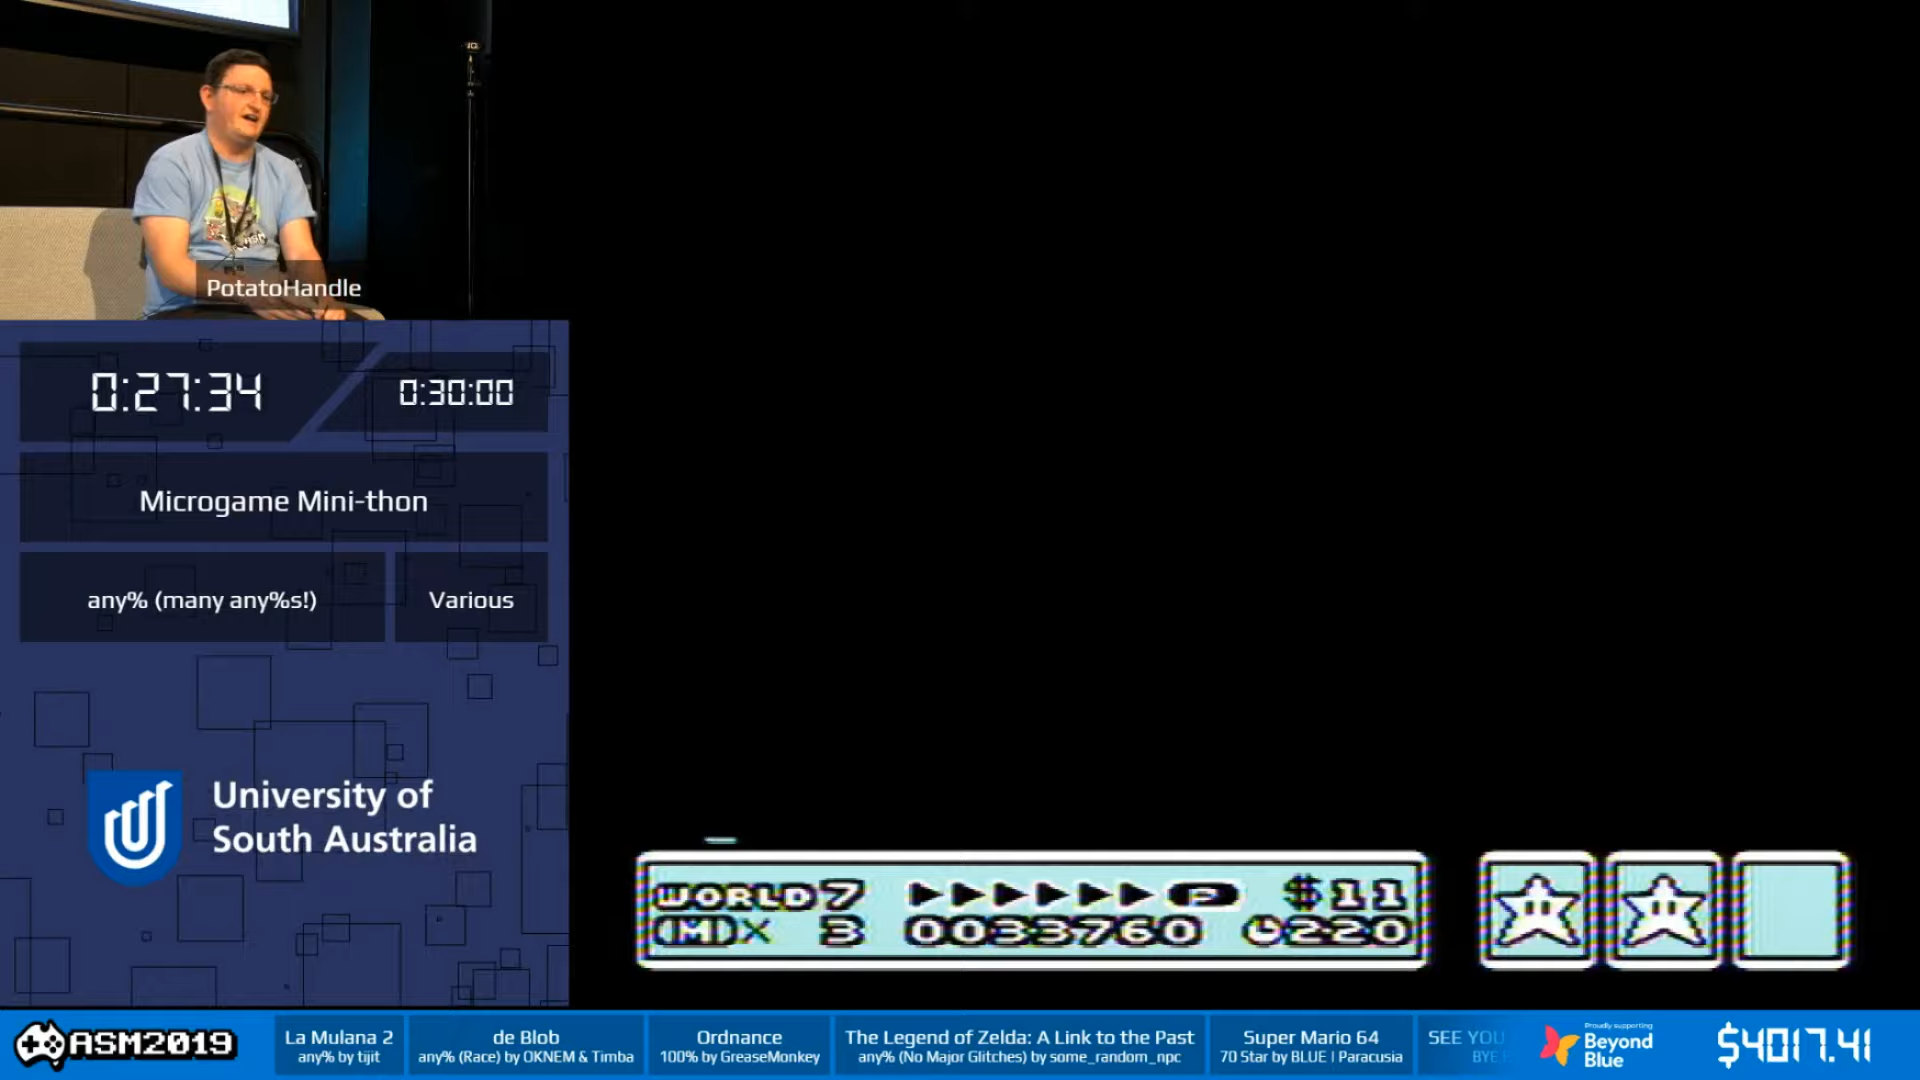 PotatoHandle
0:27:34
0:30:00
Microgame Mini-thon
any% (many any%s!)
Various
University of
South Australia
WORLD 7 P $11
(M)X 3 0033760 220
ASM2019
La Mulana 2
any% by tijit
de Blob
any% (Race) by OKNEM & Timba
Ordnance
100% by GreaseMonkey
The Legend of Zelda: A Link to the Past
any% (No Major Glitches) by some_random_npc
Super Mario 64
70 Star by BLUE | Paracusia
SEE YOU
BYE
Proudly supporting
Beyond
Blue
$4017.41